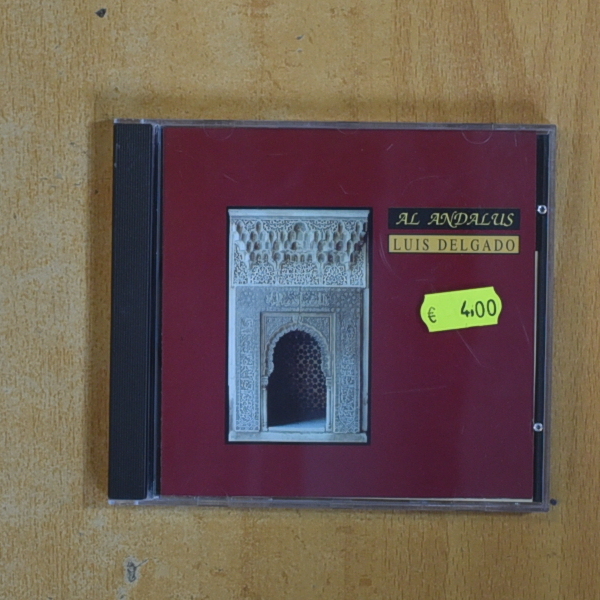 AL ANDALUS
LUIS DELGADO
€ 4,00